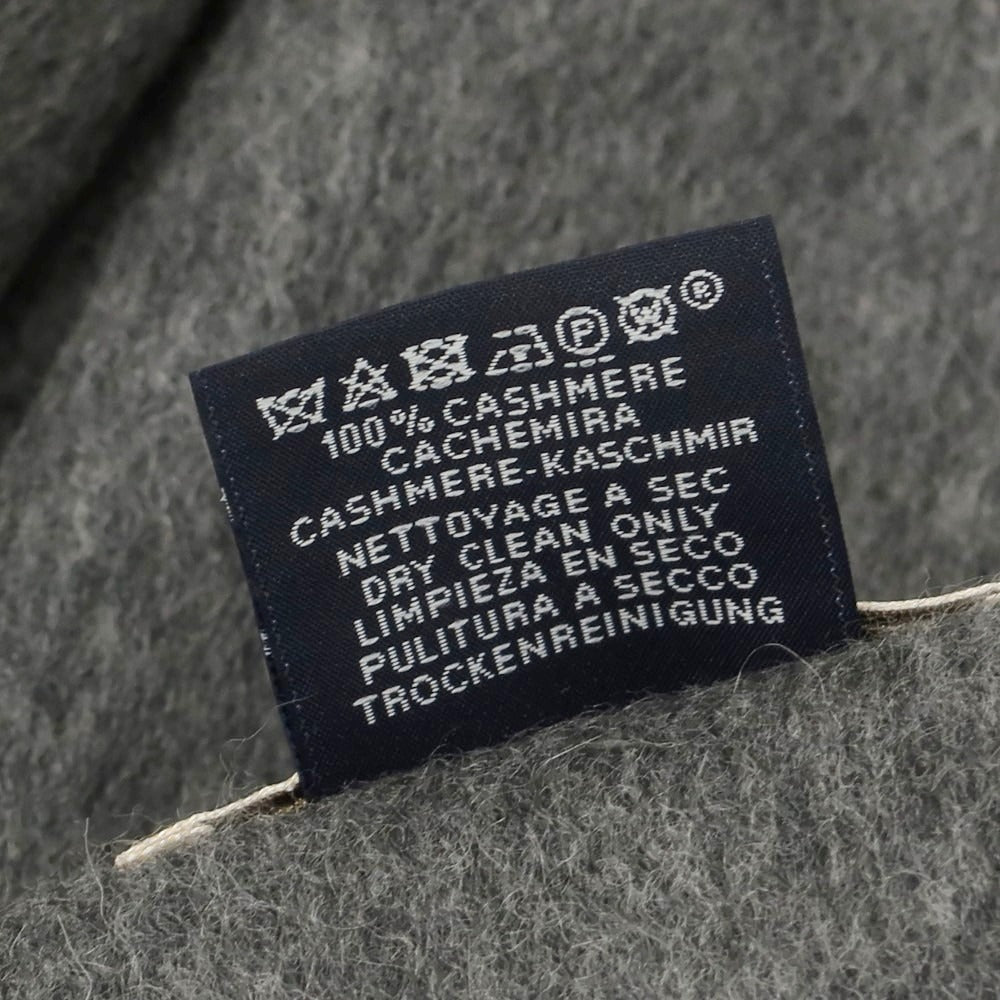 P W ®
100% CASHMERE
CACHEMIRA
CASHMERE-KASCHMIR
NETTOYAGE A SEC
DRY CLEAN ONLY
LIMPIEZA EN SECO
PULITURA A SECCO
TROCKENREINIGUNG